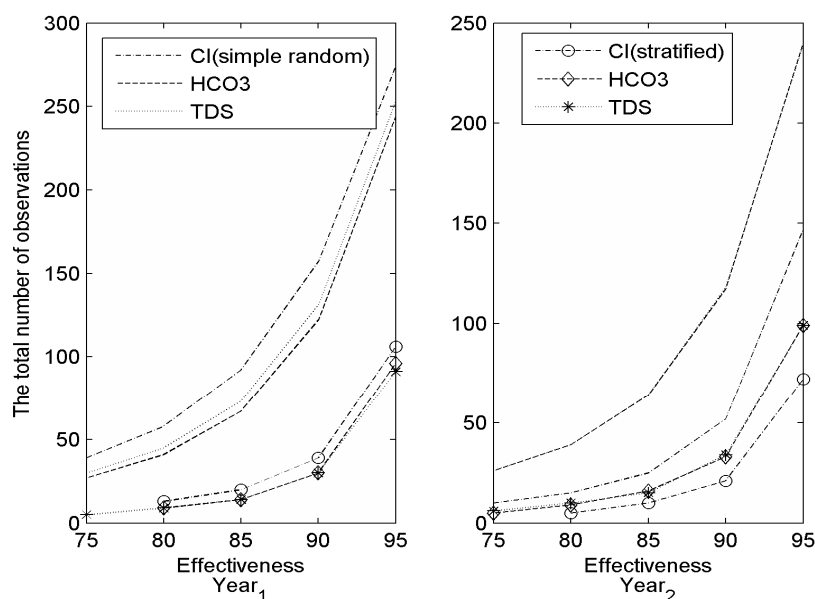 300
250
200
150
100
50
0
The total number of observations
CI(simple random)
HCO3
TDS
75 80 85 90 95
Effectiveness
Year1
250
200
150
100
50
0
CI(stratified)
HCO3
TDS
75 80 85 90 95
Effectiveness
Year2